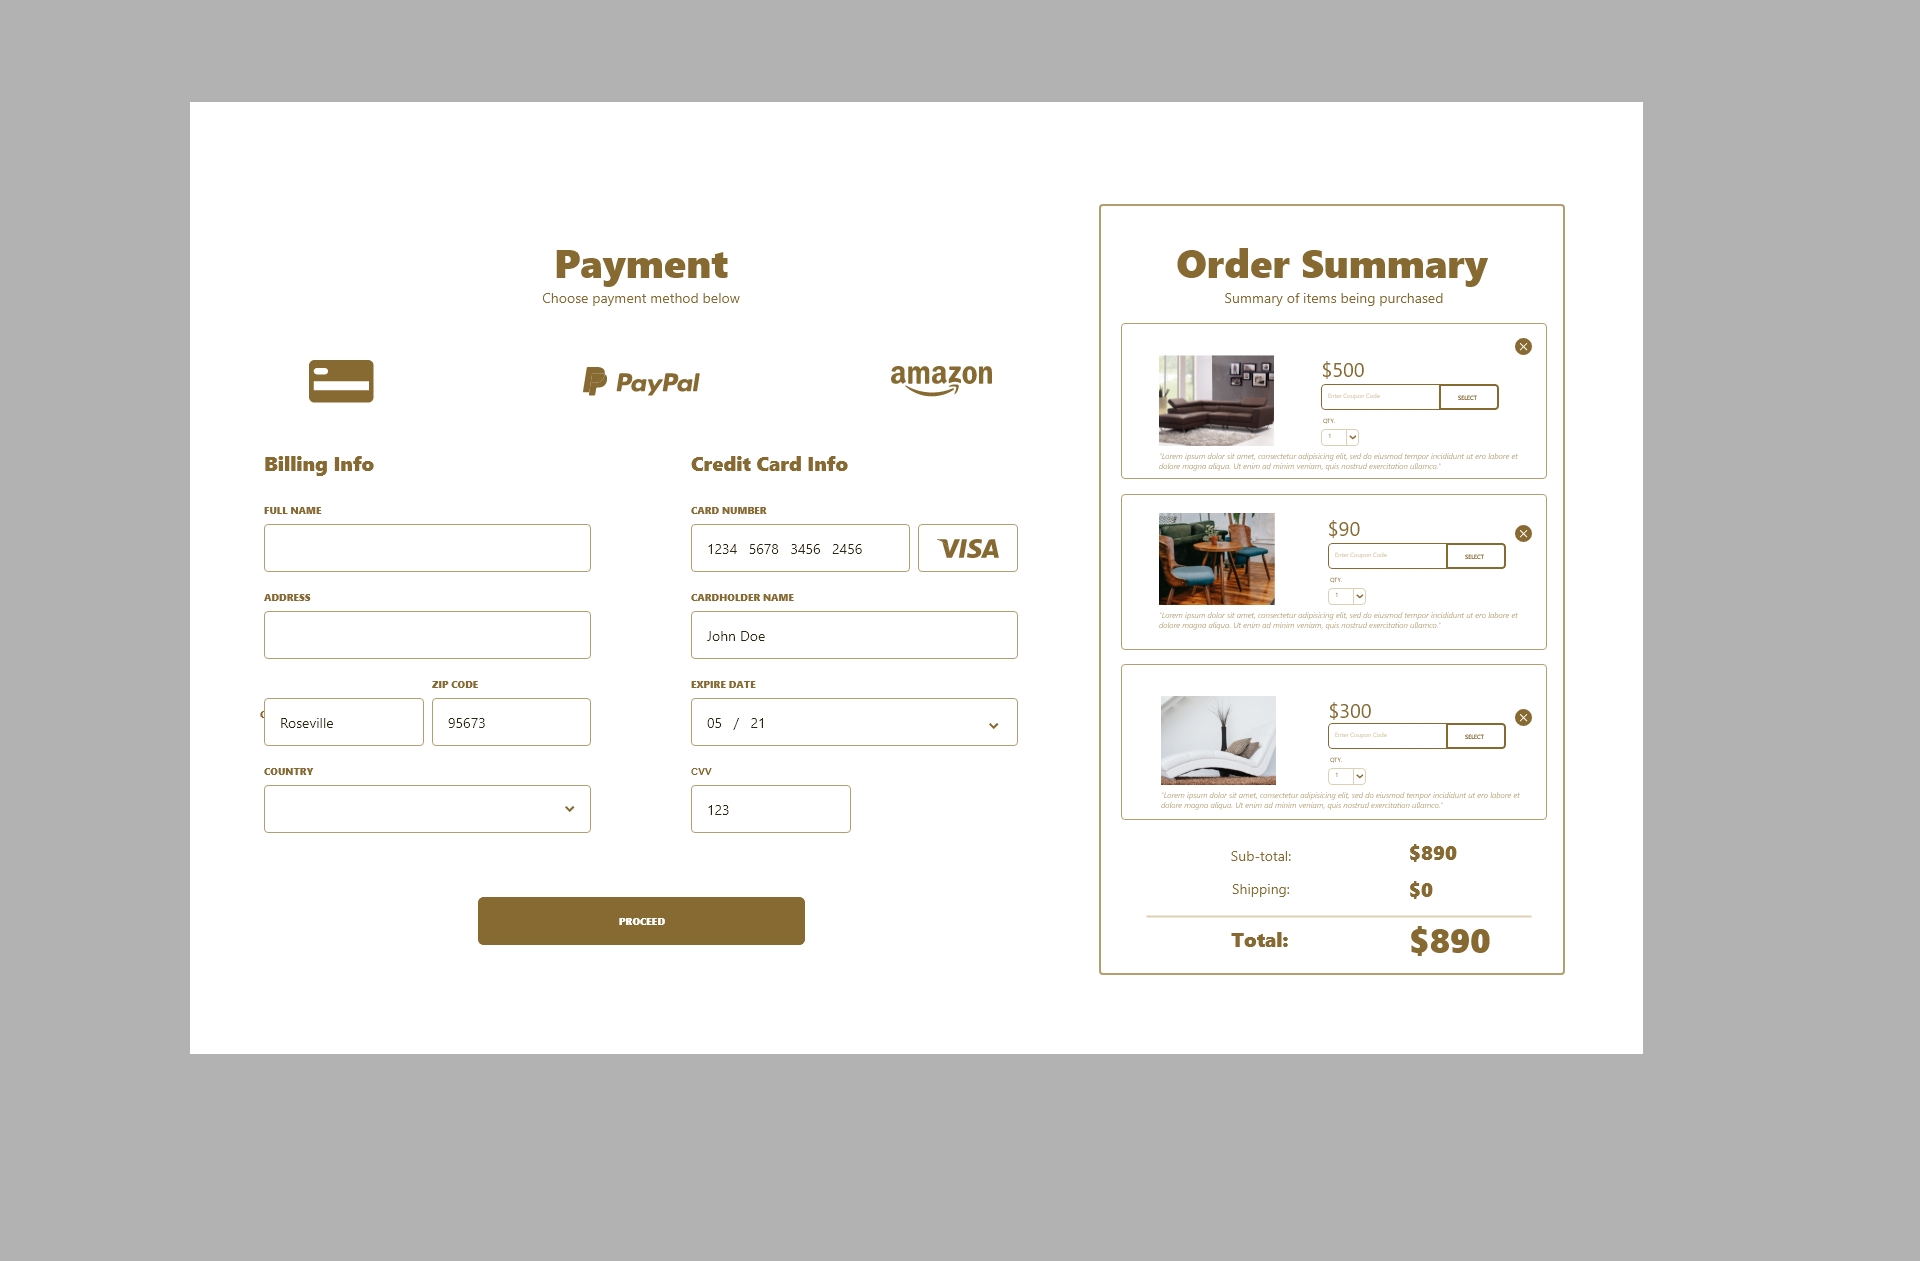 Payment
Choose payment method below
PayPal
amazon
Billing Info
FULL NAME
ADDRESS
ZIP CODE
Roseville
95673
COUNTRY
Credit Card Info
CARD NUMBER
1234 5678 3456 2456
VISA
CARDHOLDER NAME
John Doe
EXPIRE DATE
05 / 21
CVV
123
PROCEED
Order Summary
Summary of items being purchased
$500
Enter Coupon Code
SELECT
QTY.
1
"Lorem ipsum dolor sit amet, consectetur adipisicing elit, sed do eiusmod tempor incididunt ut ero labore et
dolore magna aliqua. Ut enim ad minim veniam, quis nostrud exercitation ullamco."
$90
Enter Coupon Code
SELECT
QTY.
1
"Lorem ipsum dolor sit amet, consectetur adipisicing elit, sed do eiusmod tempor incididunt ut ero labore et
dolore magna aliqua. Ut enim ad minim veniam, quis nostrud exercitation ullamco."
$300
Enter Coupon Code
SELECT
QTY.
1
"Lorem ipsum dolor sit amet, consectetur adipisicing elit, sed do eiusmod tempor incididunt ut ero labore et
dolore magna aliqua. Ut enim ad minim veniam, quis nostrud exercitation ullamco."
Sub-total: $890
Shipping: $0
Total: $890